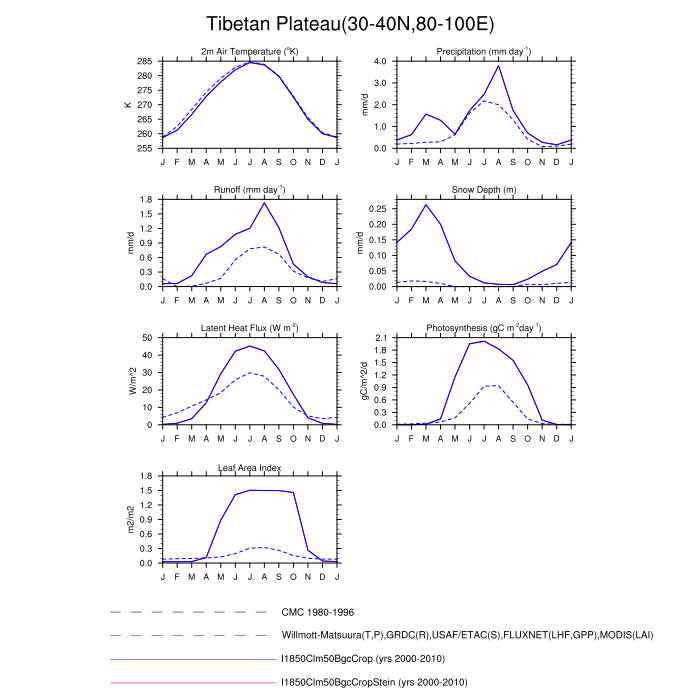 Tibetan Plateau(30-40N,80-100E)
2m Air Temperature (°K)
K
285
280
275
270
265
260
255
J F M A M J J A S O N D J
Precipitation (mm day-1)
mm/d
4.0
3.0
2.0
1.0
0.0
J F M A M J J A S O N D J
Runoff (mm day-1)
mm/d
1.8
1.5
1.2
0.9
0.6
0.3
0.0
J F M A M J J A S O N D J
Snow Depth (m)
mm/d
0.25
0.20
0.15
0.10
0.05
0.00
J F M A M J J A S O N D J
Latent Heat Flux (W m-2)
W/m^2
50
40
30
20
10
0
J F M A M J J A S O N D J
Photosynthesis (gC m-2day-1)
gC/m^2/d
2.1
1.8
1.5
1.2
0.9
0.6
0.3
0.0
J F M A M J J A S O N D J
Leaf Area Index
m2/m2
1.8
1.5
1.2
0.9
0.6
0.3
0.0
J F M A M J J A S O N D J
CMC 1980-1996
Willmott-Matsuura(T,P),GRDC(R),USAF/ETAC(S),FLUXNET(LHF,GPP),MODIS(LAI)
I1850Clm50BgcCrop (yrs 2000-2010)
I1850Clm50BgcCropStein (yrs 2000-2010)